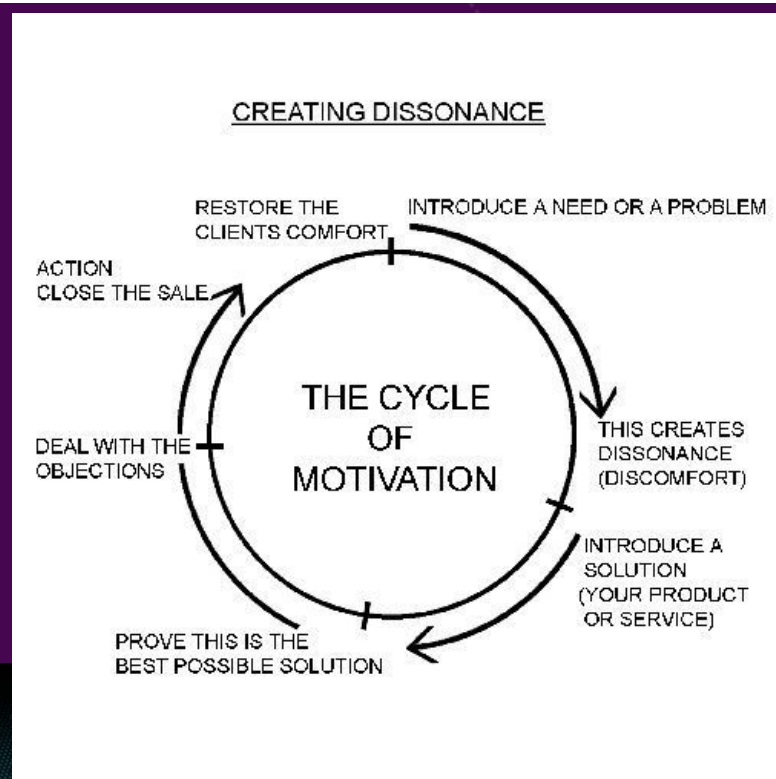 CREATING DISSONANCE
RESTORE THE
CLIENTS COMFORT
INTRODUCE A NEED OR A PROBLEM
ACTION
CLOSE THE SALE
THE CYCLE
OF
MOTIVATION
THIS CREATES
DISSONANCE
(DISCOMFORT)
DEAL WITH THE
OBJECTIONS
INTRODUCE A
SOLUTION
(YOUR PRODUCT
OR SERVICE)
PROVE THIS IS THE
BEST POSSIBLE SOLUTION